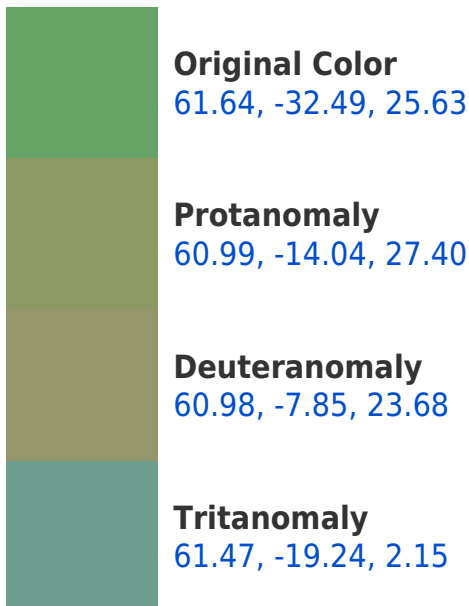 Original Color
61.64, -32.49, 25.63
Protanomaly
60.99, -14.04, 27.40
Deuteranomaly
60.98, -7.85, 23.68
Tritanomaly
61.47, -19.24, 2.15